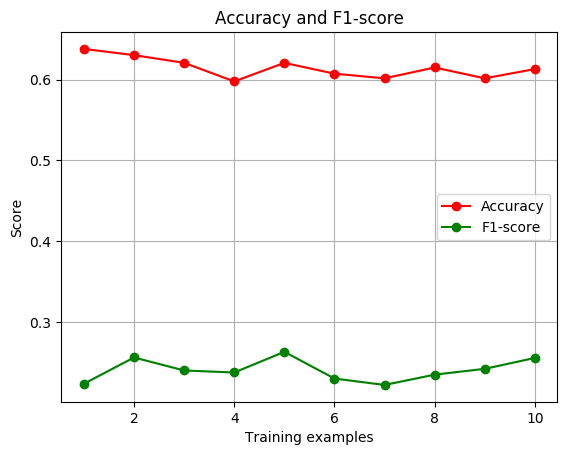 Accuracy and F1-score
Score
0.6
0.5
0.4
0.3
Accuracy
F1-score
2 4 6 8 10
Training examples